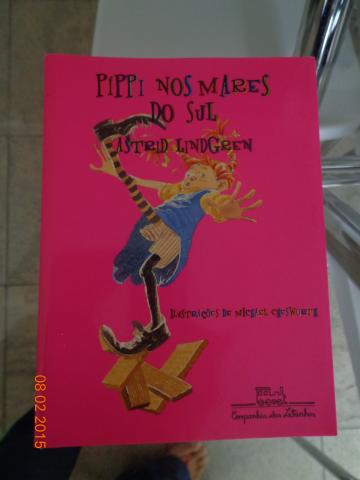 PIPPI NOS MARES
DO SUL
ASTRID LINDGREN
ILUSTRAÇÕES DE MICHAEL CHESWORTH
Companhia das Letrinhas
08.02.2015